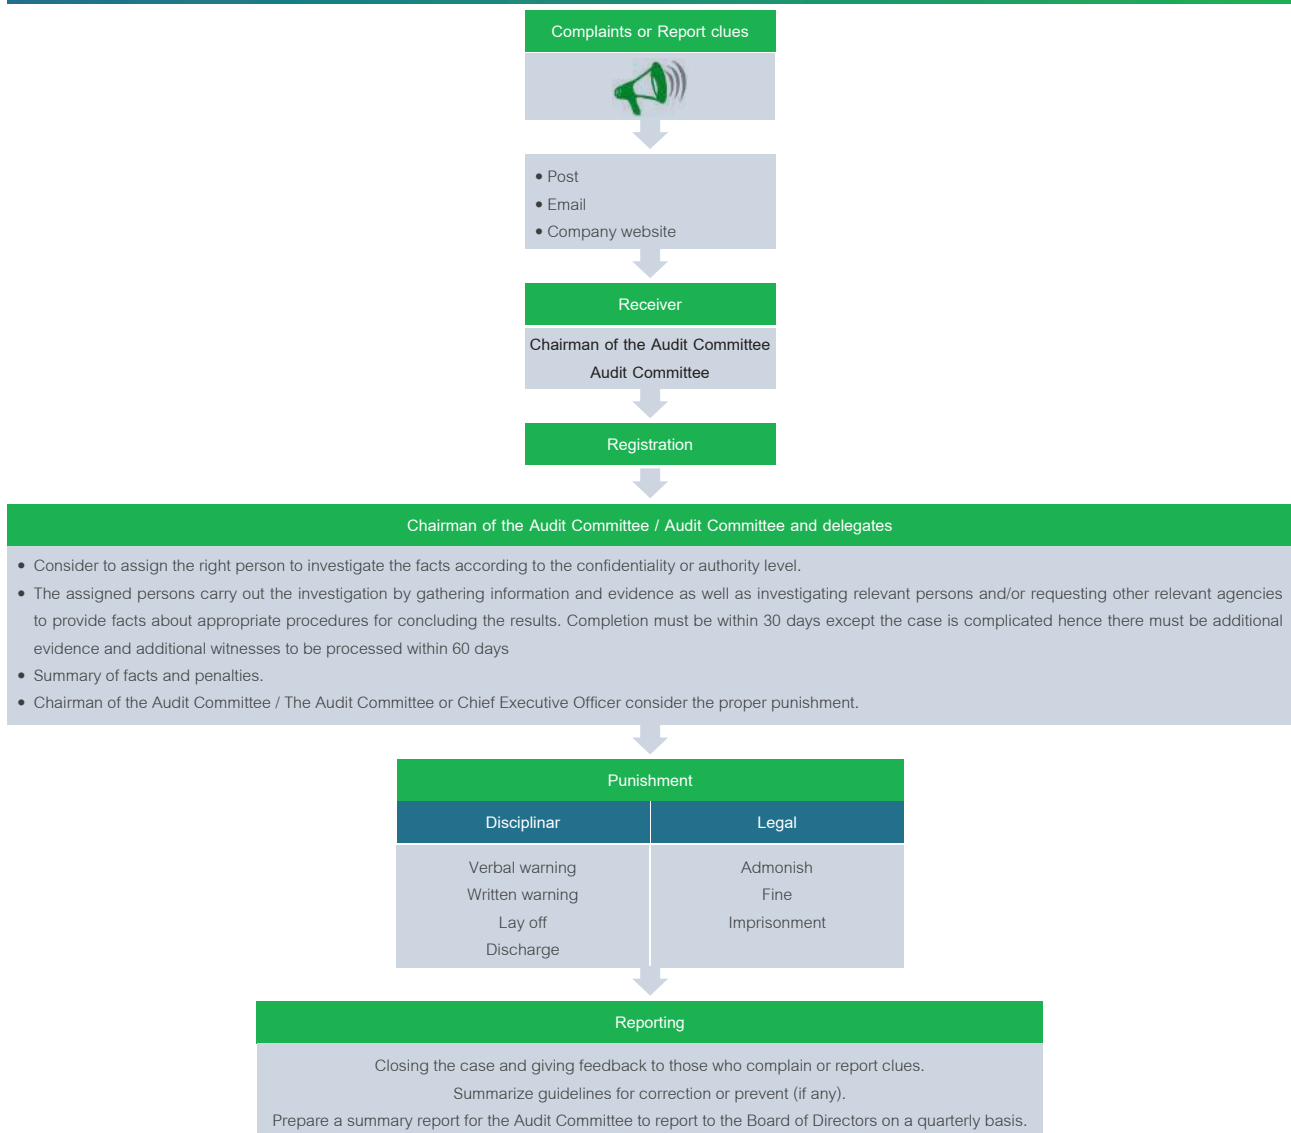 Complaints or Report clues
• Post
• Email
• Company website
Receiver
Chairman of the Audit Committee
Audit Committee
Registration
Chairman of the Audit Committee / Audit Committee and delegates
• Consider to assign the right person to investigate the facts according to the confidentiality or authority level.
• The assigned persons carry out the investigation by gathering information and evidence as well as investigating relevant persons and/or requesting other relevant agencies
to provide facts about appropriate procedures for concluding the results. Completion must be within 30 days except the case is complicated hence there must be additional
evidence and additional witnesses to be processed within 60 days
• Summary of facts and penalties.
• Chairman of the Audit Committee / The Audit Committee or Chief Executive Officer consider the proper punishment.
Punishment
Disciplinar
Legal
Verbal warning
Written warning
Lay off
Discharge
Admonish
Fine
Imprisonment
Reporting
Closing the case and giving feedback to those who complain or report clues.
Summarize guidelines for correction or prevent (if any).
Prepare a summary report for the Audit Committee to report to the Board of Directors on a quarterly basis.